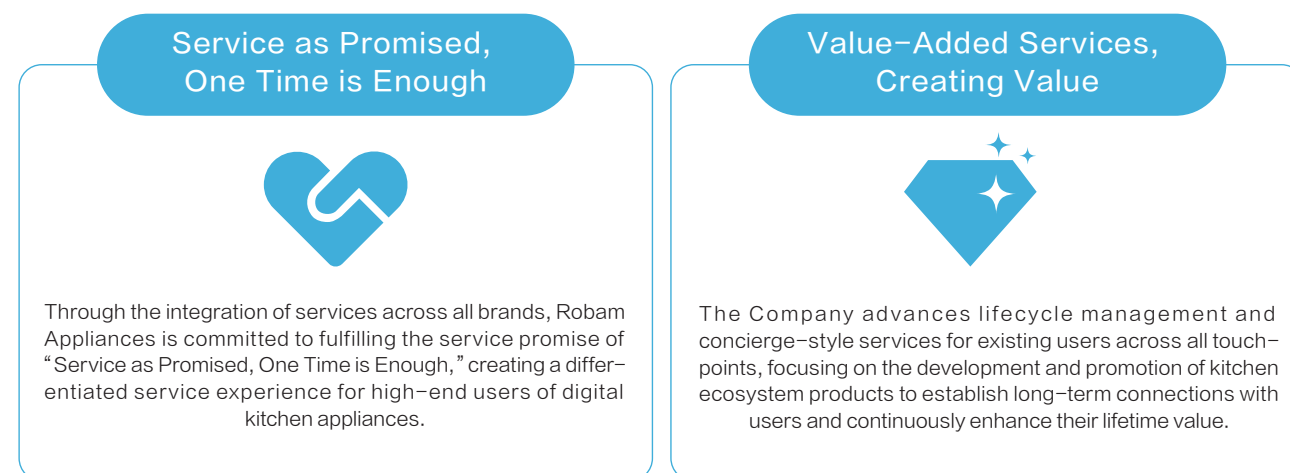 Service as Promised,
One Time is Enough
Through the integration of services across all brands, Robam
Appliances is committed to fulfilling the service promise of
“Service as Promised, One Time is Enough,” creating a differ-
entiated service experience for high-end users of digital
kitchen appliances.
Value-Added Services,
Creating Value
The Company advances lifecycle management and
concierge-style services for existing users across all touch-
points, focusing on the development and promotion of kitchen
ecosystem products to establish long-term connections with
users and continuously enhance their lifetime value.